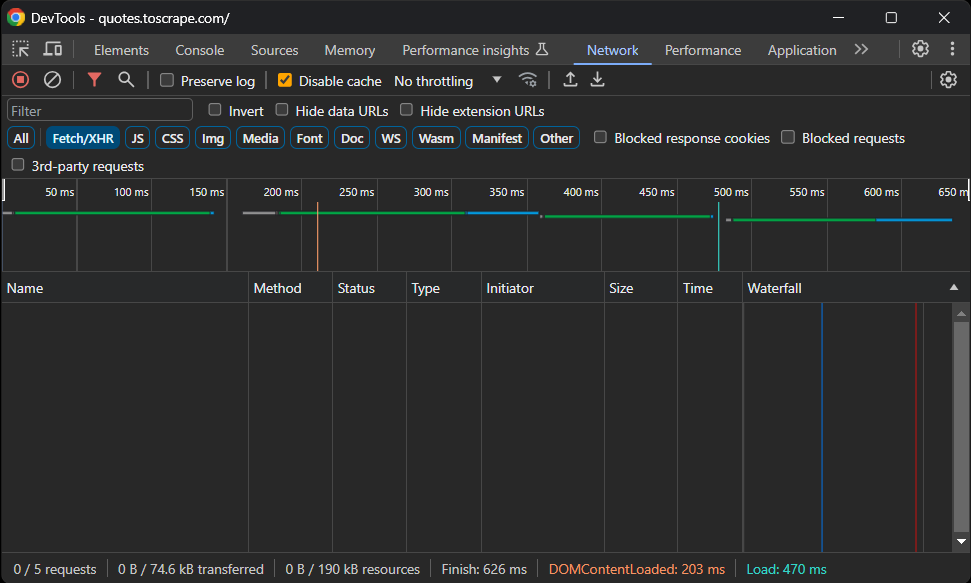 DevTools - quotes.toscrape.com/
Elements Console Sources Memory Performance insights Network Performance Application
Preserve log Disable cache No throttling
Filter Invert Hide data URLs Hide extension URLs
All Fetch/XHR JS CSS Img Media Font Doc WS Wasm Manifest Other Blocked response cookies Blocked requests
3rd-party requests
50 ms 100 ms 150 ms 200 ms 250 ms 300 ms 350 ms 400 ms 450 ms 500 ms 550 ms 600 ms 650 m
Name Method Status Type Initiator Size Time Waterfall
0 / 5 requests 0 B / 74.6 kB transferred 0 B / 190 kB resources Finish: 626 ms DOMContentLoaded: 203 ms Load: 470 ms